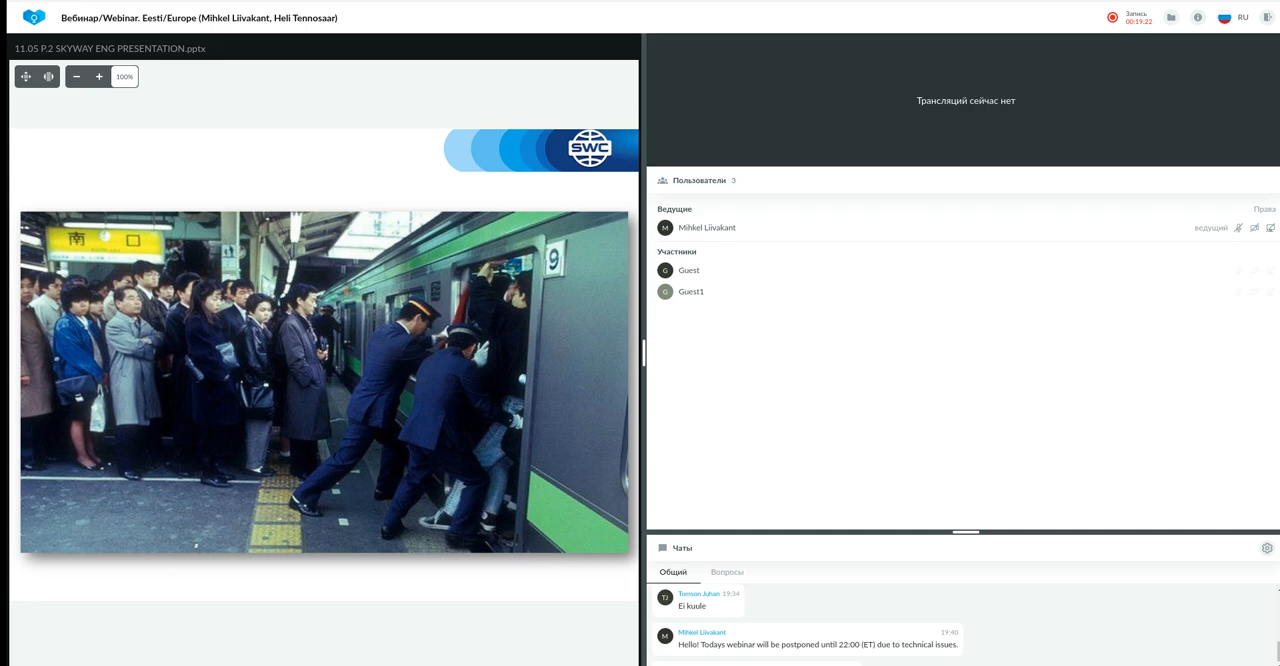 Вебинар/Webinar. Eesti/Europe (Mihkel Liivakant, Heli Tennosaar)
Запись
00:19:22
RU
11.05 P.2 SKYWAY ENG PRESENTATION.pptx
100%
SWC
南口
9
Трансляций сейчас нет
Пользователи 3
Ведущие Права
M Mihkel Liivakant ведущий
Участники
G Guest
G Guest1
Чаты
Общий Вопросы
TJ Tomson Juhan 19:34
Ei kuule
M Mihkel Liivakant 19:40
Hello! Todays webinar will be postponed until 22:00 (ET) due to technical issues.